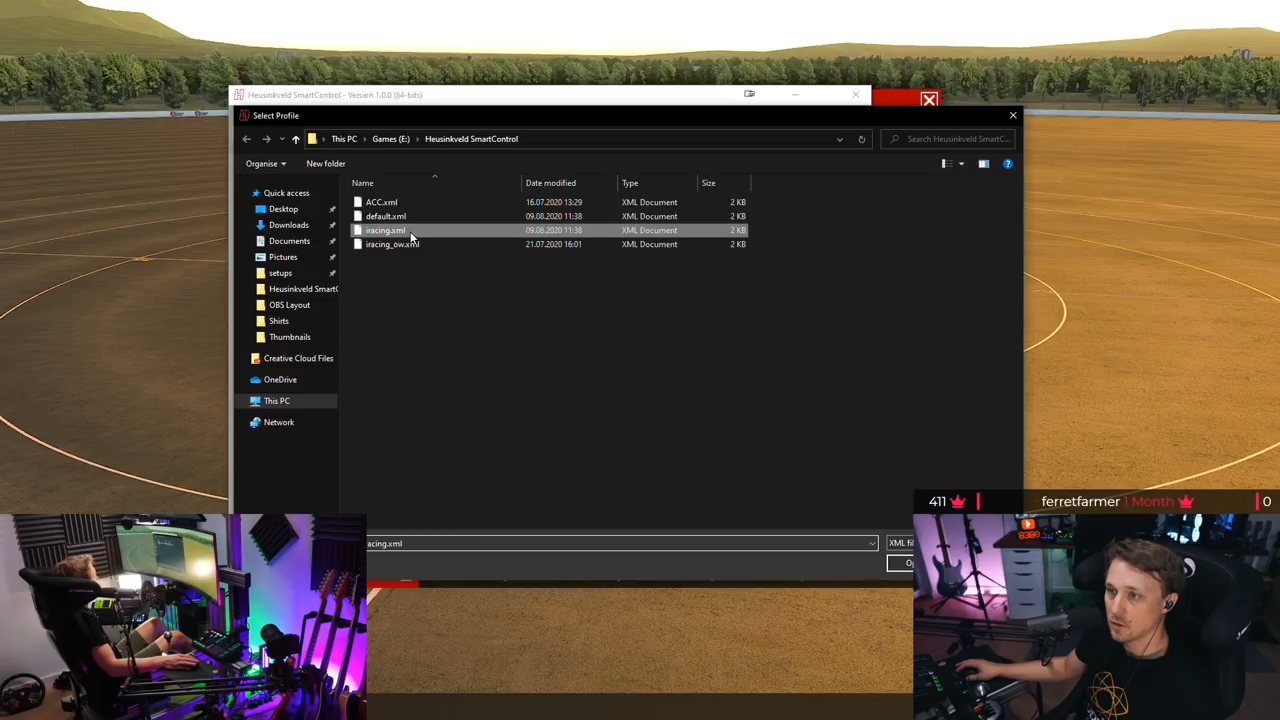 Heusinkveld SmartControl - Version 1.0.0 (64-bits)
Select Profile
This PC > Games (E:) > Heusinkveld SmartControl
Search Heusinkveld SmartC...
Organise
New folder
Name
Date modified
Type
Size
Quick access
Desktop
Downloads
Documents
Pictures
setups
Heusinkveld SmartC
OBS Layout
Shirts
Thumbnails
Creative Cloud Files
OneDrive
This PC
Network
ACC.xml 16.07.2020 13:29 XML Document 2 KB
default.xml 09.08.2020 11:38 XML Document 2 KB
iracing.xml 09.08.2020 11:38 XML Document 2 KB
iracing_ow.xml 21.07.2020 16:01 XML Document 2 KB
411
ferretfarmer 1 Month
0
acing.xml
XML fi